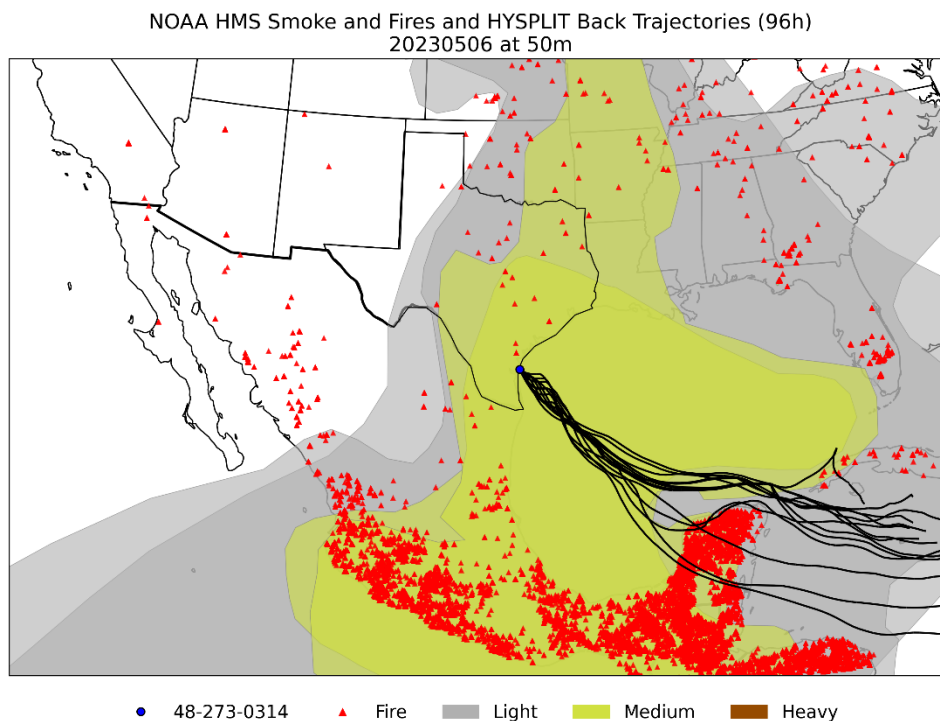 NOAA HMS Smoke and Fires and HYSPLIT Back Trajectories (96h)
20230506 at 50m
48-273-0314 Fire Light Medium Heavy